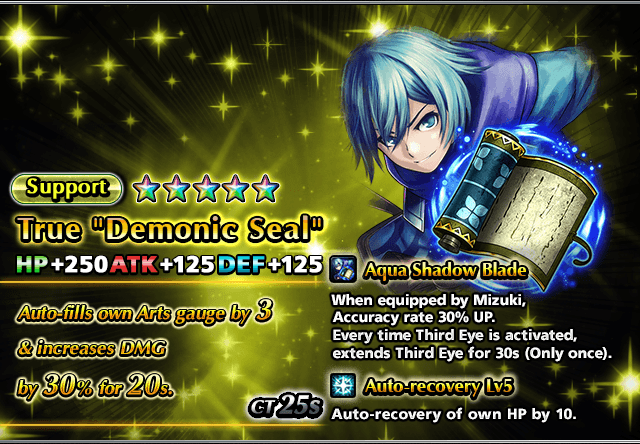 Support
True "Demonic Seal"
HP+250 ATK+125 DEF+125
Auto-fills own Arts gauge by 3
& increases DMG
by 30% for 20s.
CT 25s
Aqua Shadow Blade
When equipped by Mizuki,
Accuracy rate 30% UP.
Every time Third Eye is activated,
extends Third Eye for 30s (Only once).
Auto-recovery Lv5
Auto-recovery of own HP by 10.